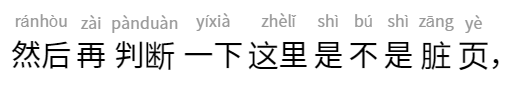 ránhòu zài pànduàn yíxià zhèlǐ shì bú shì zāng yè
然后再判断一下这里是不是脏页，